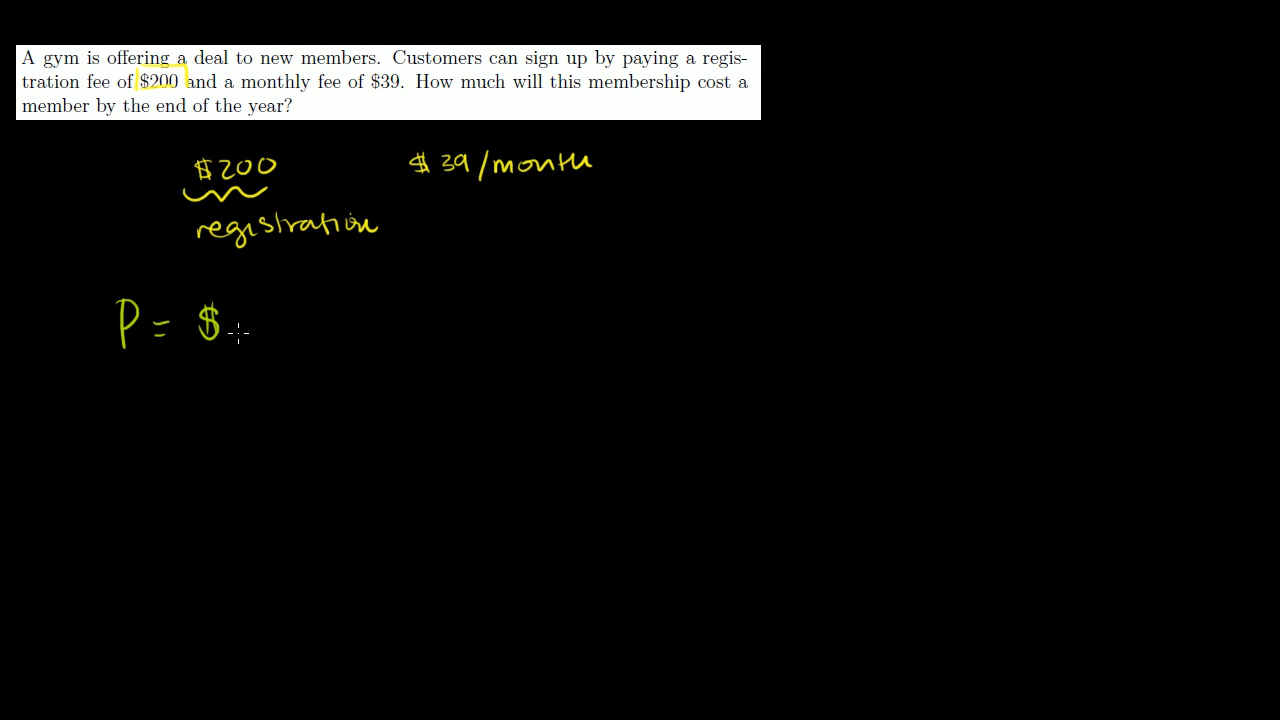 A gym is offering a deal to new members. Customers can sign up by paying a regis-
tration fee of $200 and a monthly fee of $39. How much will this membership cost a
member by the end of the year?
$200 $39/month
registration
P = $